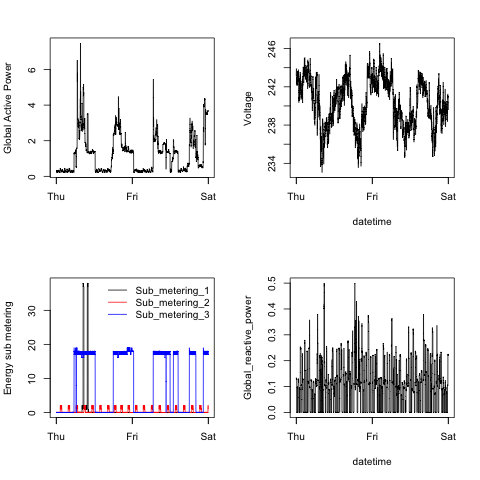 Global Active Power
0 2 4 6
Thu Fri Sat
Voltage
234 238 242 246
Thu Fri Sat
datetime
Energy sub metering
0 10 20 30
Sub_metering_1
Sub_metering_2
Sub_metering_3
Thu Fri Sat
Global_reactive_power
0.0 0.1 0.2 0.3 0.4 0.5
Thu Fri Sat
datetime